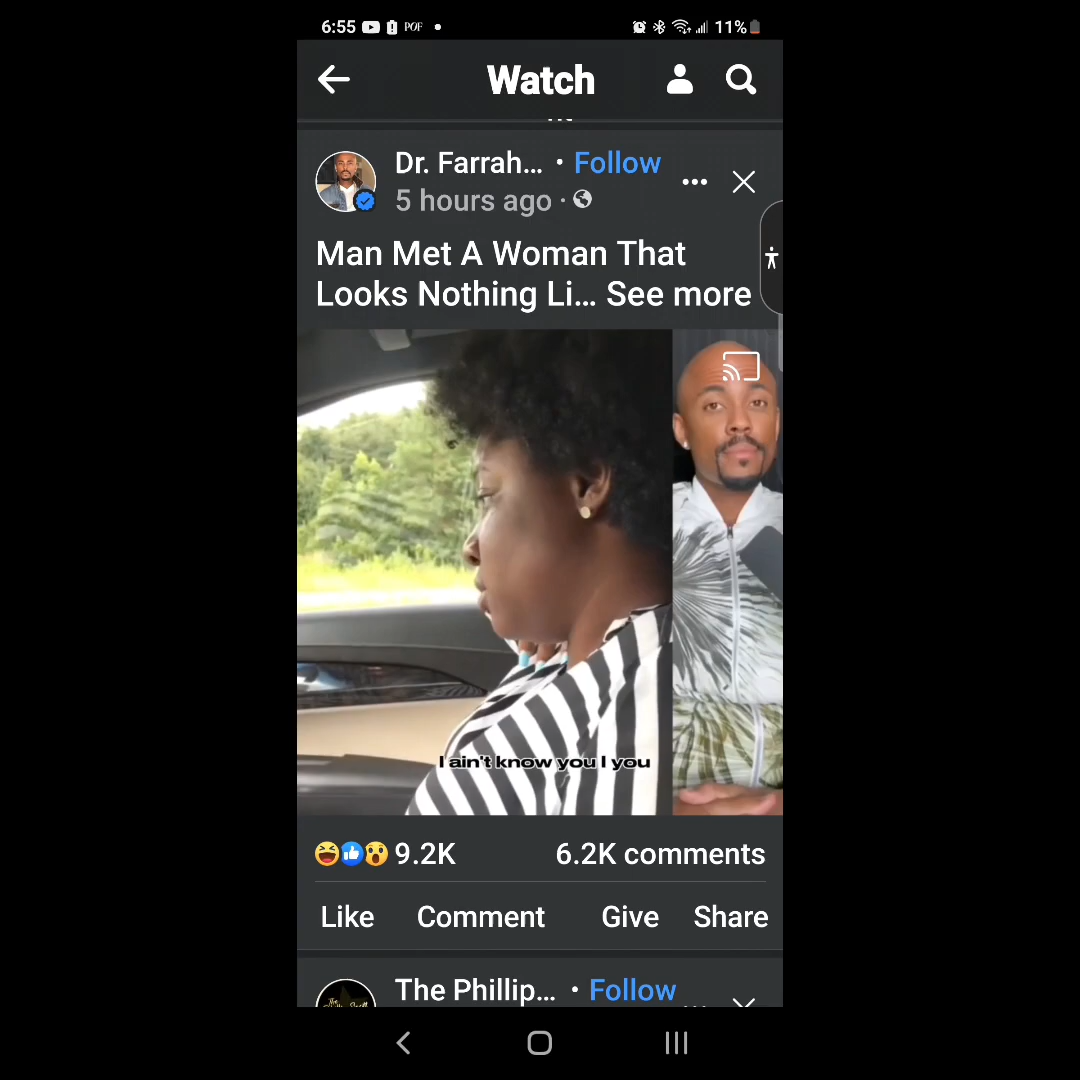 6:55 POF 11%
Watch
Dr. Farrah... · Follow
5 hours ago ·
Man Met A Woman That
Looks Nothing Li... See more
I ain't know you I you
9.2K 6.2K comments
Like Comment Give Share
The Phillip... · Follow